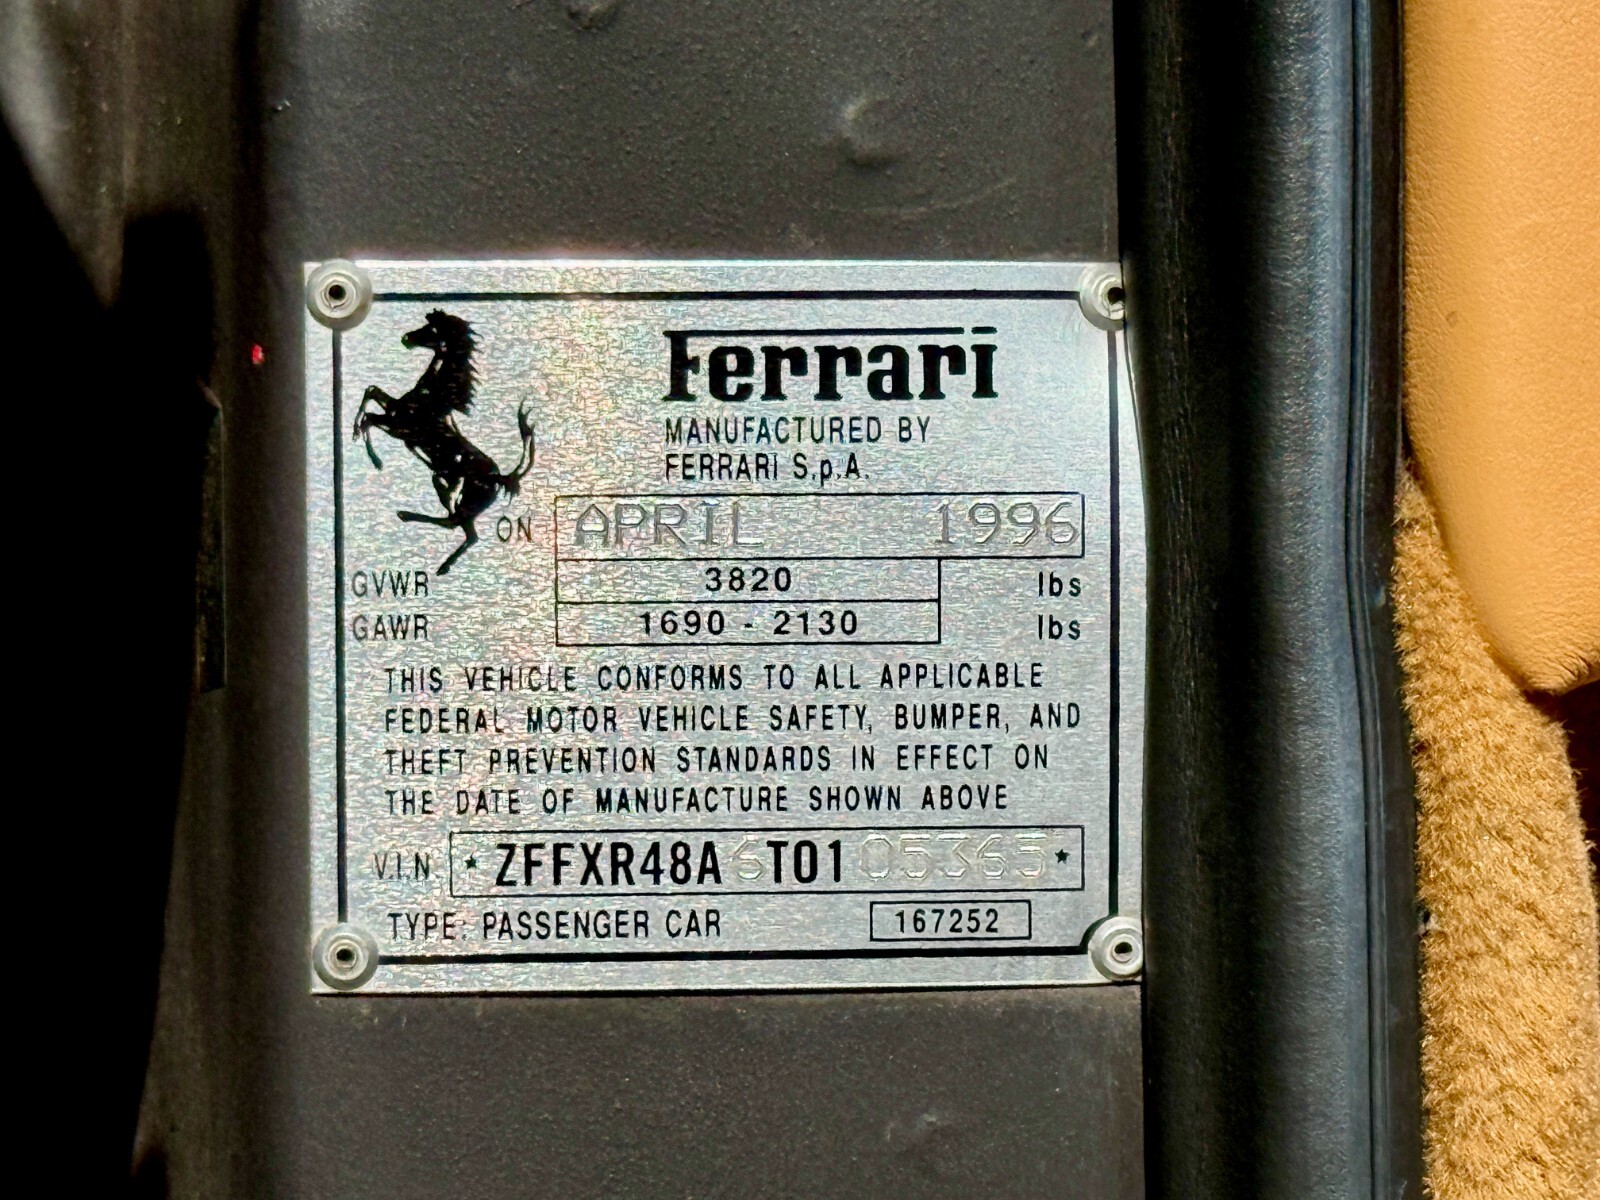 Ferrari
MANUFACTURED BY
FERRARI S.p.A.
ON APRIL 1996
GVWR 3820 lbs
GAWR 1690 - 2130 lbs
THIS VEHICLE CONFORMS TO ALL APPLICABLE
FEDERAL MOTOR VEHICLE SAFETY, BUMPER, AND
THEFT PREVENTION STANDARDS IN EFFECT ON
THE DATE OF MANUFACTURE SHOWN ABOVE
V.I.N. * ZFFXR48A6T0105365 *
TYPE: PASSENGER CAR 167252